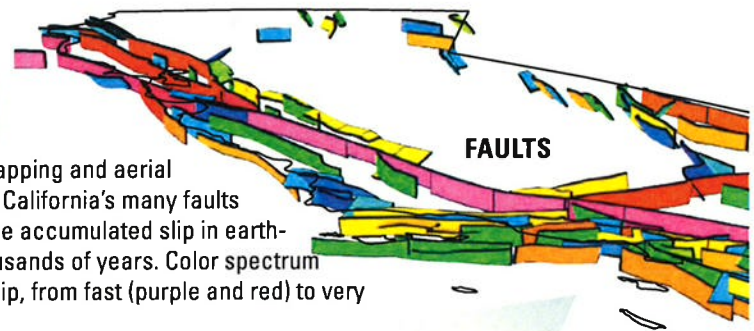 FAULTS
apping and aerial
California's many faults
e accumulated slip in earth-
usands of years. Color spectrum
ip, from fast (purple and red) to very